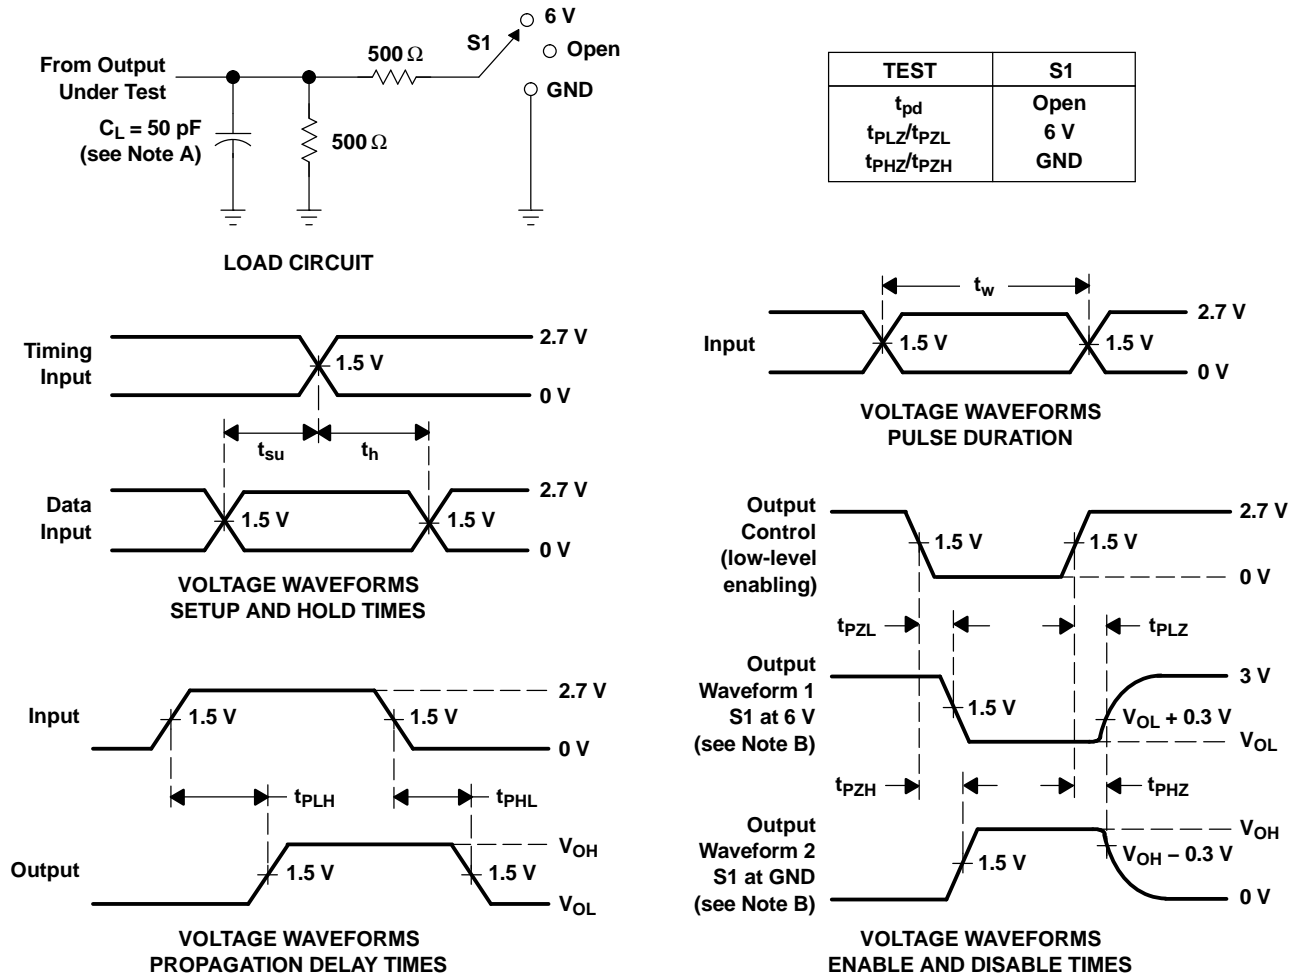 6 V
S1
Open
500 Ω
GND
From Output
Under Test
CL = 50 pF
(see Note A)
500 Ω
LOAD CIRCUIT
TEST S1
tpd Open
tPLZ/tPZL 6 V
tPHZ/tPZH GND
Timing
Input
2.7 V
1.5 V
0 V
tsu
th
Data
Input
2.7 V
1.5 V
1.5 V
0 V
VOLTAGE WAVEFORMS
SETUP AND HOLD TIMES
tw
Input
2.7 V
1.5 V
1.5 V
0 V
VOLTAGE WAVEFORMS
PULSE DURATION
Input
2.7 V
1.5 V
1.5 V
0 V
tPLH
tPHL
Output
VOH
1.5 V
1.5 V
VOL
VOLTAGE WAVEFORMS
PROPAGATION DELAY TIMES
Output
Control
(low-level
enabling)
2.7 V
1.5 V
1.5 V
0 V
tPZL
tPLZ
Output
Waveform 1
S1 at 6 V
(see Note B)
3 V
1.5 V
VOL + 0.3 V
VOL
tPZH
tPHZ
Output
Waveform 2
S1 at GND
(see Note B)
VOH
1.5 V
VOH − 0.3 V
0 V
VOLTAGE WAVEFORMS
ENABLE AND DISABLE TIMES